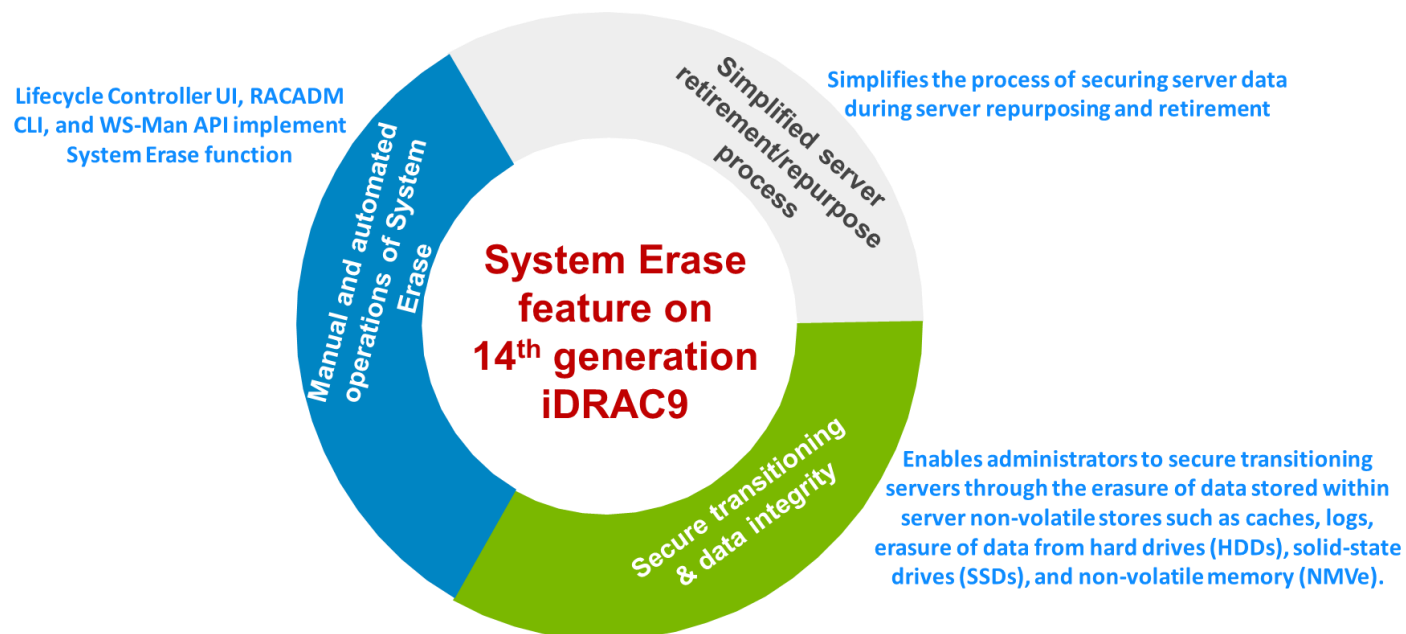 Lifecycle Controller UI, RACADM
CLI, and WS-Man API implement
System Erase function
Manual and automated
operations of System
Erase
Simplified server
retirement/repurpose
process
Simplifies the process of securing server data
during server repurposing and retirement
System Erase
feature on
14th generation
iDRAC9
Secure transitioning
& data integrity
Enables administrators to secure transitioning
servers through the erasure of data stored within
server non-volatile stores such as caches, logs,
erasure of data from hard drives (HDDs), solid-state
drives (SSDs), and non-volatile memory (NMVe).